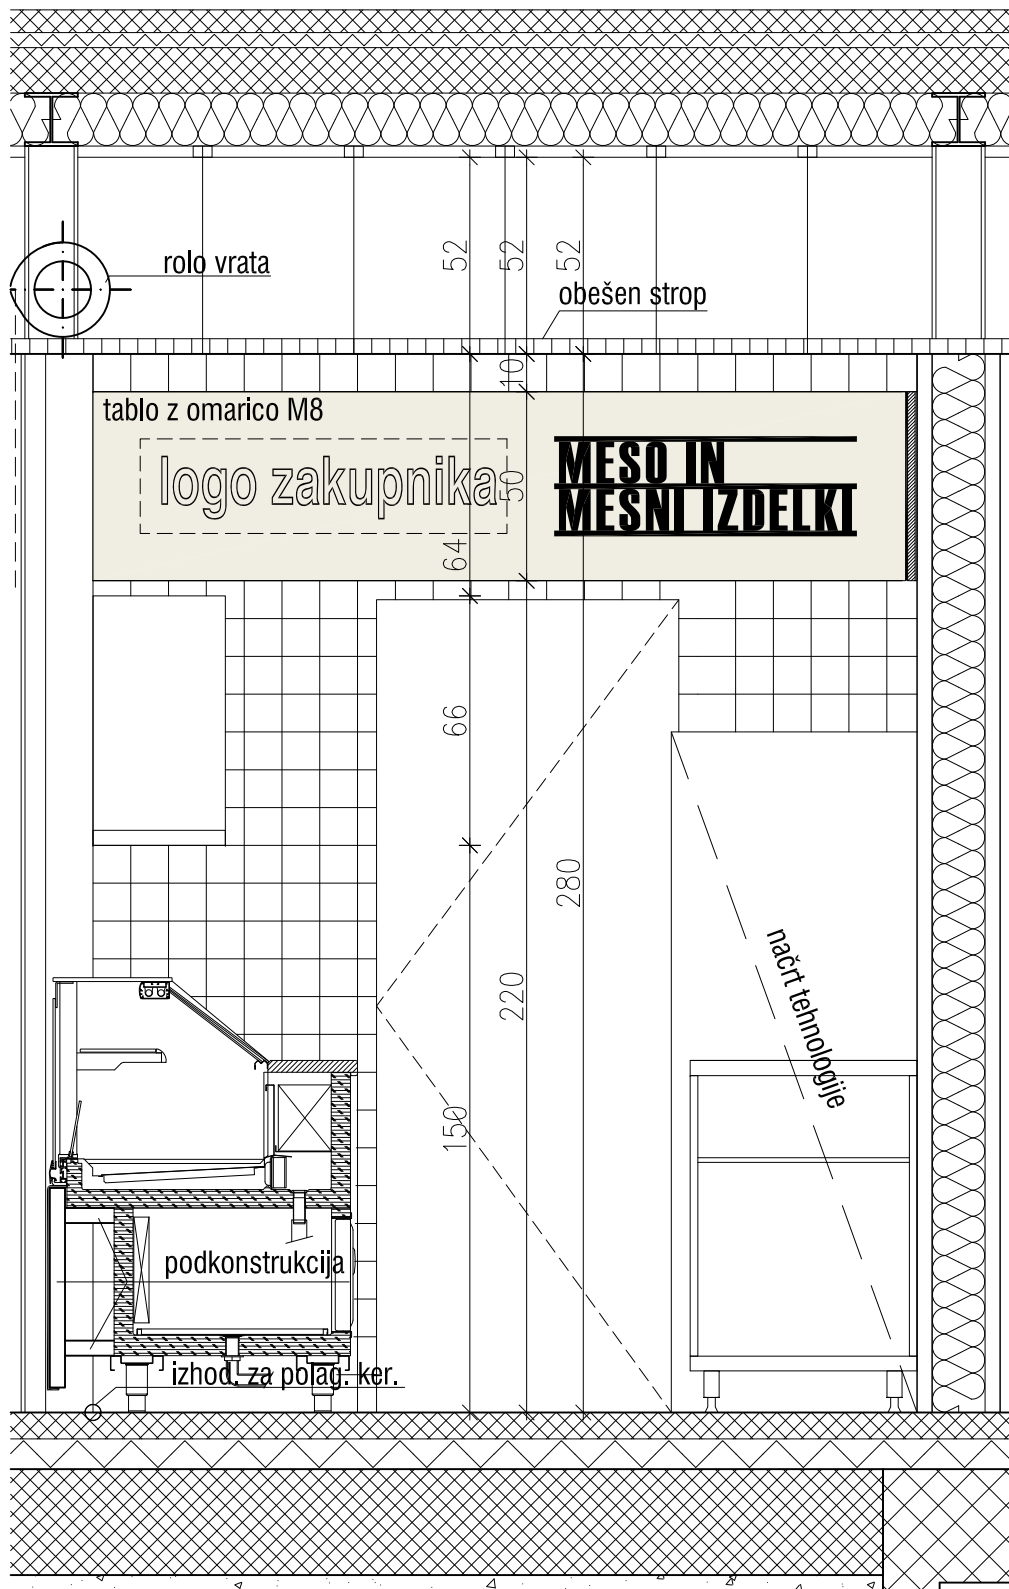 rolo vrata
52
52
52
obešen strop
10
tablo z omarico M8
logo zakupnika
50
MESO IN
MESNI IZDELKI
64
66
280
220
150
načrt tehnologije
podkonstrukcija
izhod. za polag. ker.